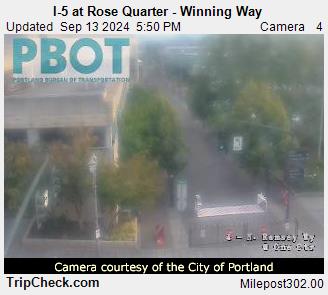 I-5 at Rose Quarter - Winning Way
Updated Sep 13 2024 5:50 PM Camera 4
PBOT
PORTLAND BUREAU OF TRANSPORTATION
Camera courtesy of the City of Portland
TripCheck.com Milepost302.00